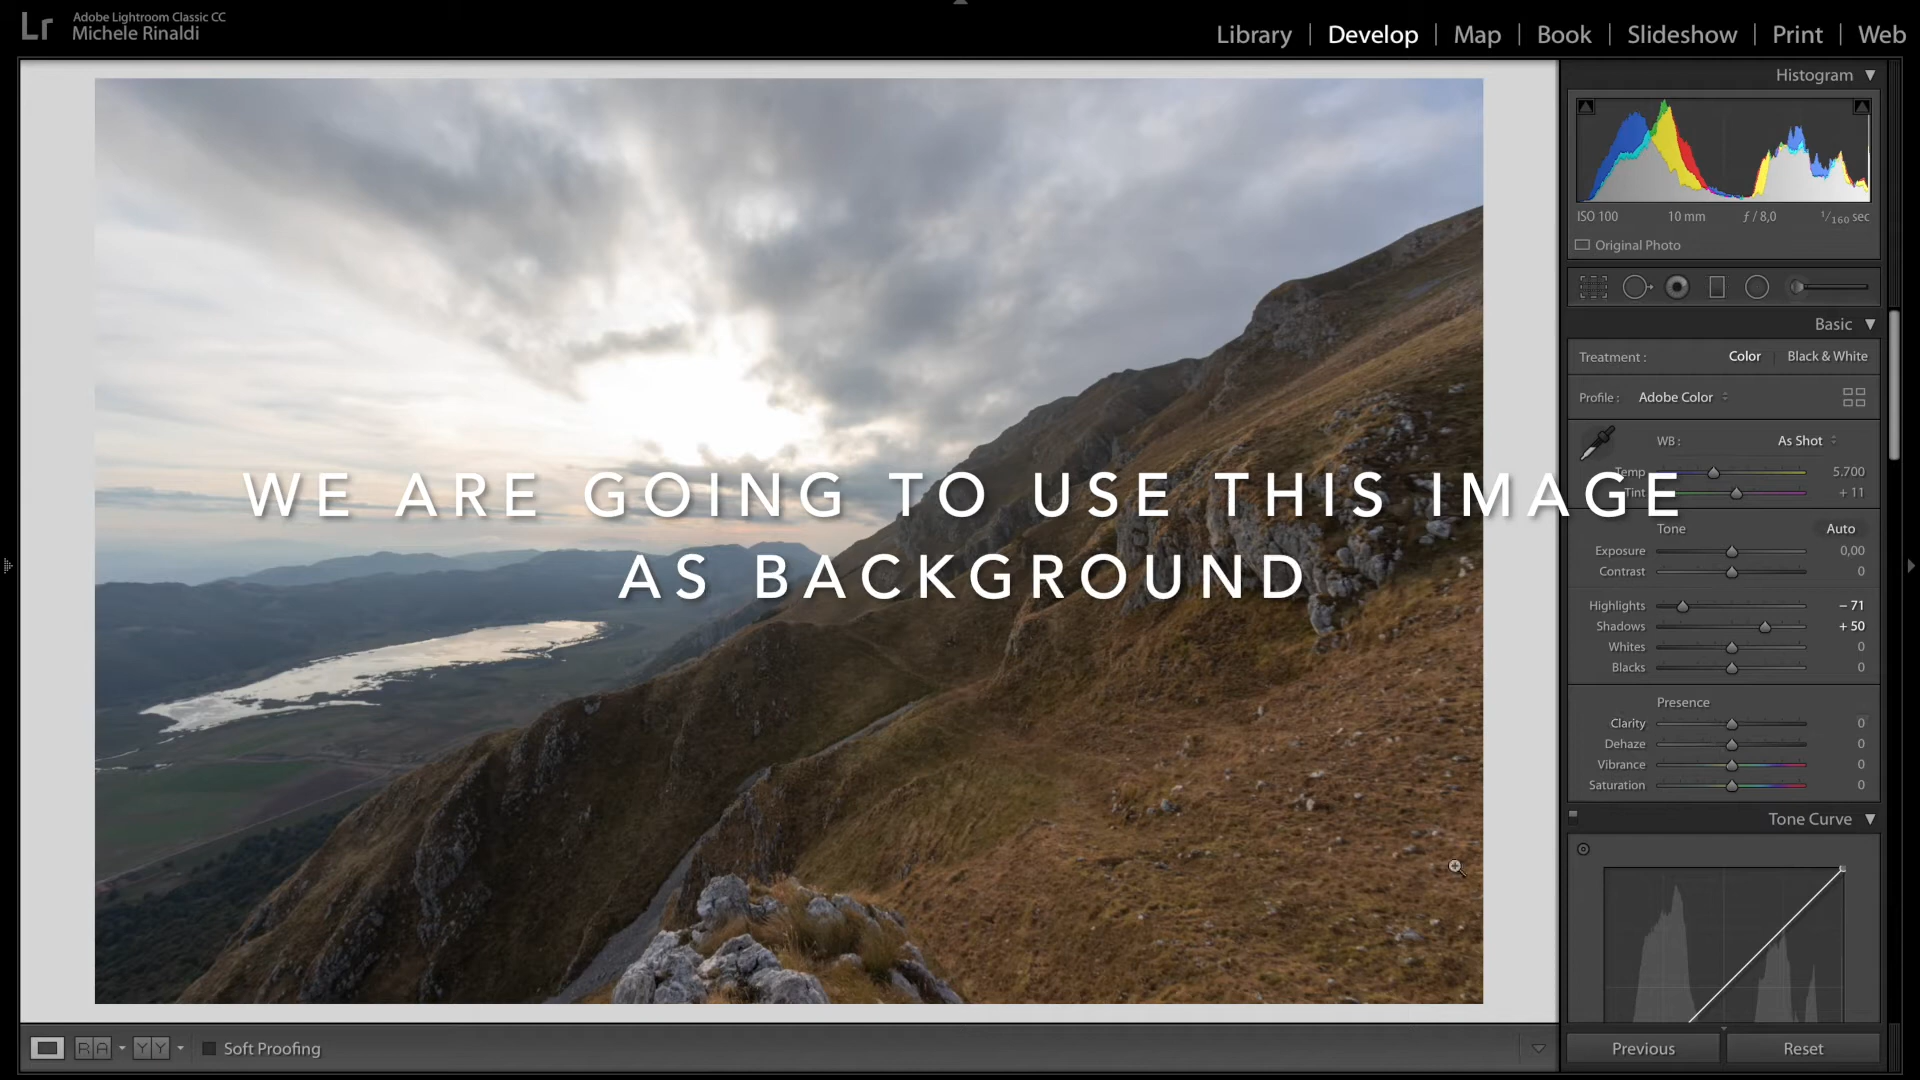 Lr
Adobe Lightroom Classic CC
Michele Rinaldi
Library | Develop | Map | Book | Slideshow | Print | Web
Histogram
ISO 100 10 mm ƒ / 8,0 1/160 sec
Original Photo
Basic
Treatment : Color Black & White
Profile : Adobe Color
WB : As Shot
Temp 5.700
Tint + 11
WE ARE GOING TO USE THIS IMAGE
AS BACKGROUND
Tone Auto
Exposure 0,00
Contrast 0
Highlights – 71
Shadows + 50
Whites 0
Blacks 0
Presence
Clarity 0
Dehaze 0
Vibrance 0
Saturation 0
Tone Curve
R A Y Y Soft Proofing
Previous Reset